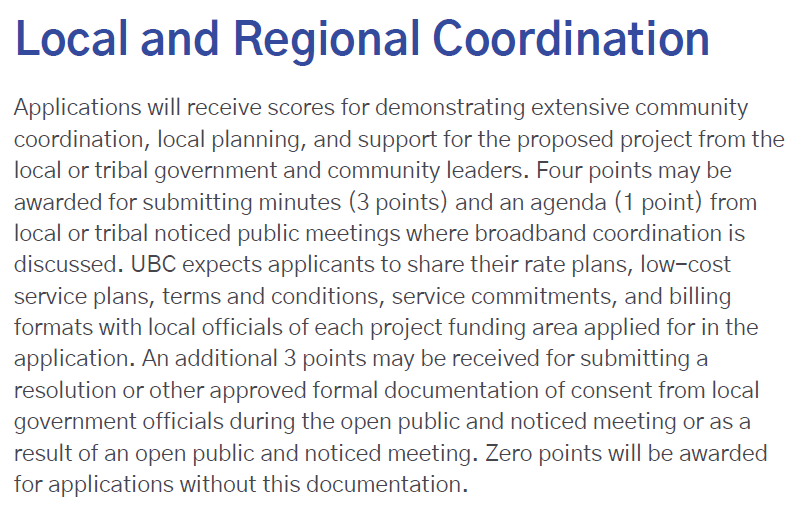 Local and Regional Coordination
Applications will receive scores for demonstrating extensive community
coordination, local planning, and support for the proposed project from the
local or tribal government and community leaders. Four points may be
awarded for submitting minutes (3 points) and an agenda (1 point) from
local or tribal noticed public meetings where broadband coordination is
discussed. UBC expects applicants to share their rate plans, low-cost
service plans, terms and conditions, service commitments, and billing
formats with local officials of each project funding area applied for in the
application. An additional 3 points may be received for submitting a
resolution or other approved formal documentation of consent from local
government officials during the open public and noticed meeting or as a
result of an open public and noticed meeting. Zero points will be awarded
for applications without this documentation.